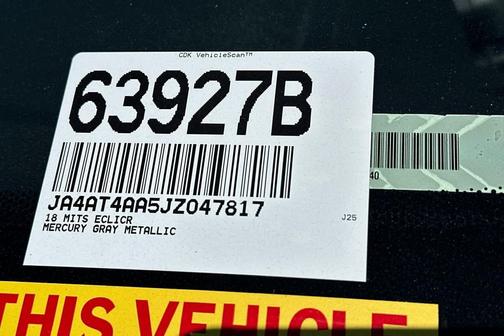 CDK VehicleScan™
63927B
JA4AT4AA5JZ047817
18 MITS ECLICR
J25
MERCURY GRAY METALLIC
40
THIS VEHICLE